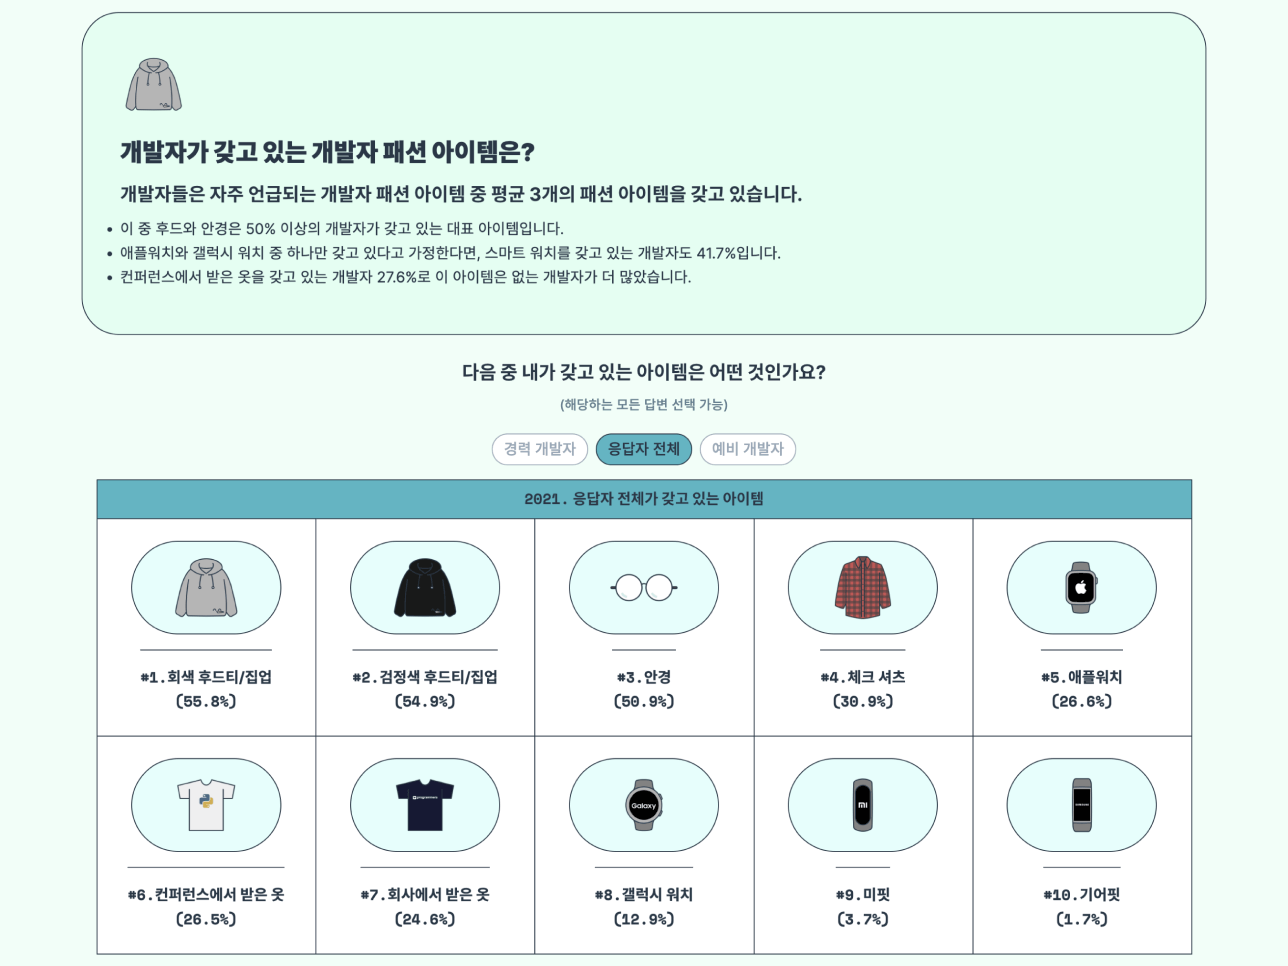 개발자가 갖고 있는 개발자 패션 아이템은?
개발자들은 자주 언급되는 개발자 패션 아이템 중 평균 3개의 패션 아이템을 갖고 있습니다.
• 이 중 후드와 안경은 50% 이상의 개발자가 갖고 있는 대표 아이템입니다.
• 애플워치와 갤럭시 워치 중 하나만 갖고 있다고 가정한다면, 스마트 워치를 갖고 있는 개발자도 41.7%입니다.
• 컨퍼런스에서 받은 옷을 갖고 있는 개발자 27.6%로 이 아이템은 없는 개발자가 더 많았습니다.
다음 중 내가 갖고 있는 아이템은 어떤 것인가요?
(해당하는 모든 답변 선택 가능)
경력 개발자 응답자 전체 예비 개발자
2021. 응답자 전체가 갖고 있는 아이템
#1.회색 후드티/집업
(55.8%)
#2.검정색 후드티/집업
(54.9%)
#3.안경
(50.9%)
#4.체크 셔츠
(30.9%)
#5.애플워치
(26.6%)
#6.컨퍼런스에서 받은 옷
(26.5%)
programmers
#7.회사에서 받은 옷
(24.6%)
Galaxy
#8.갤럭시 워치
(12.9%)
mi
#9.미핏
(3.7%)
#10.기어핏
(1.7%)